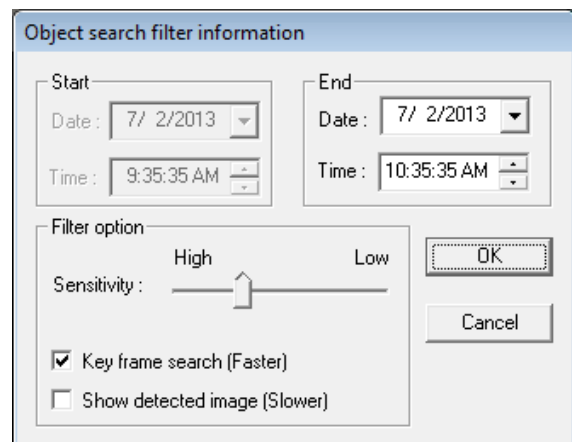 Object search filter information
Start
Date : 7/ 2/2013
Time : 9:35:35 AM
End
Date : 7/ 2/2013
Time : 10:35:35 AM
Filter option
High Low
Sensitivity :
Key frame search (Faster)
Show detected image (Slower)
OK
Cancel